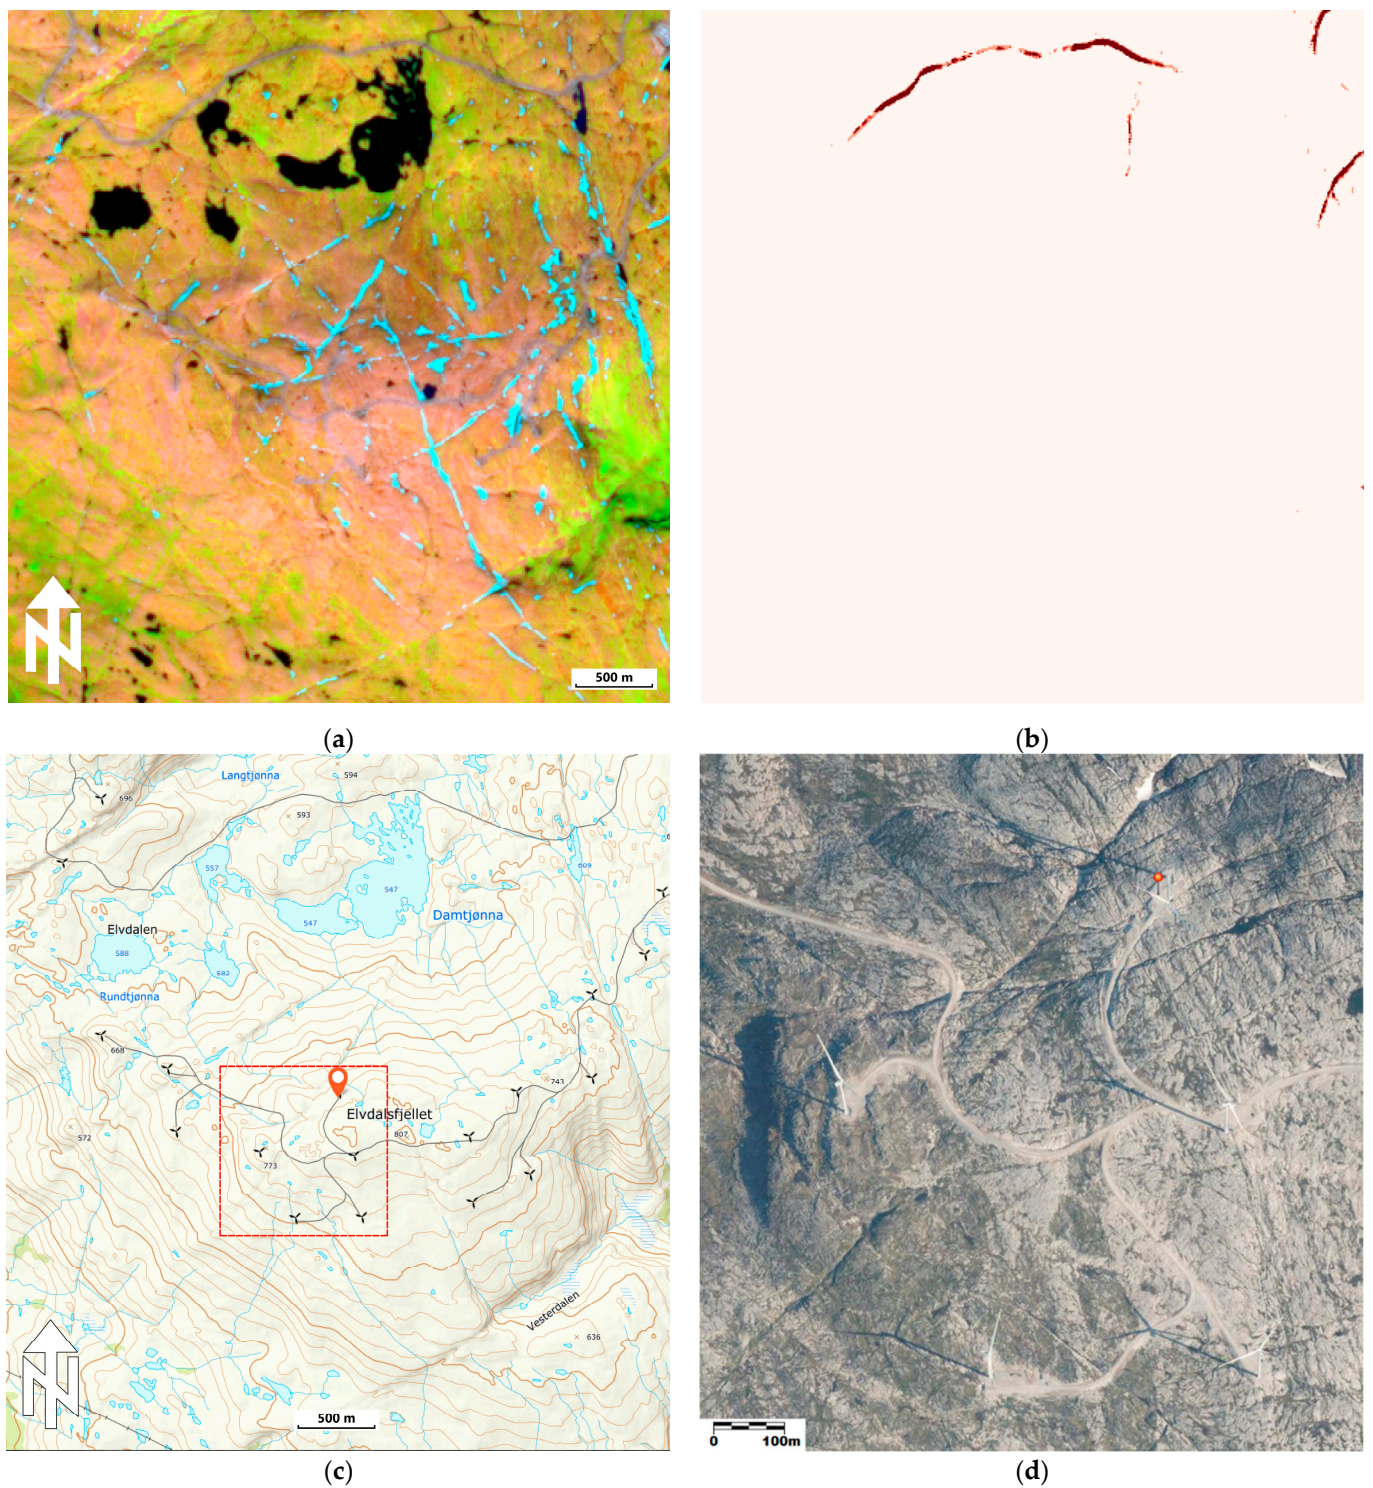 N
500 m
(a)
(b)
Langtjønna
594
696
593
557
609
547
547
Damtjønna
Elvdalen
588
582
Rundtjønna
668
743
Elvdalsfjellet
807
572
773
Vesterdalen
636
N
500 m
0 100m
(c)
(d)